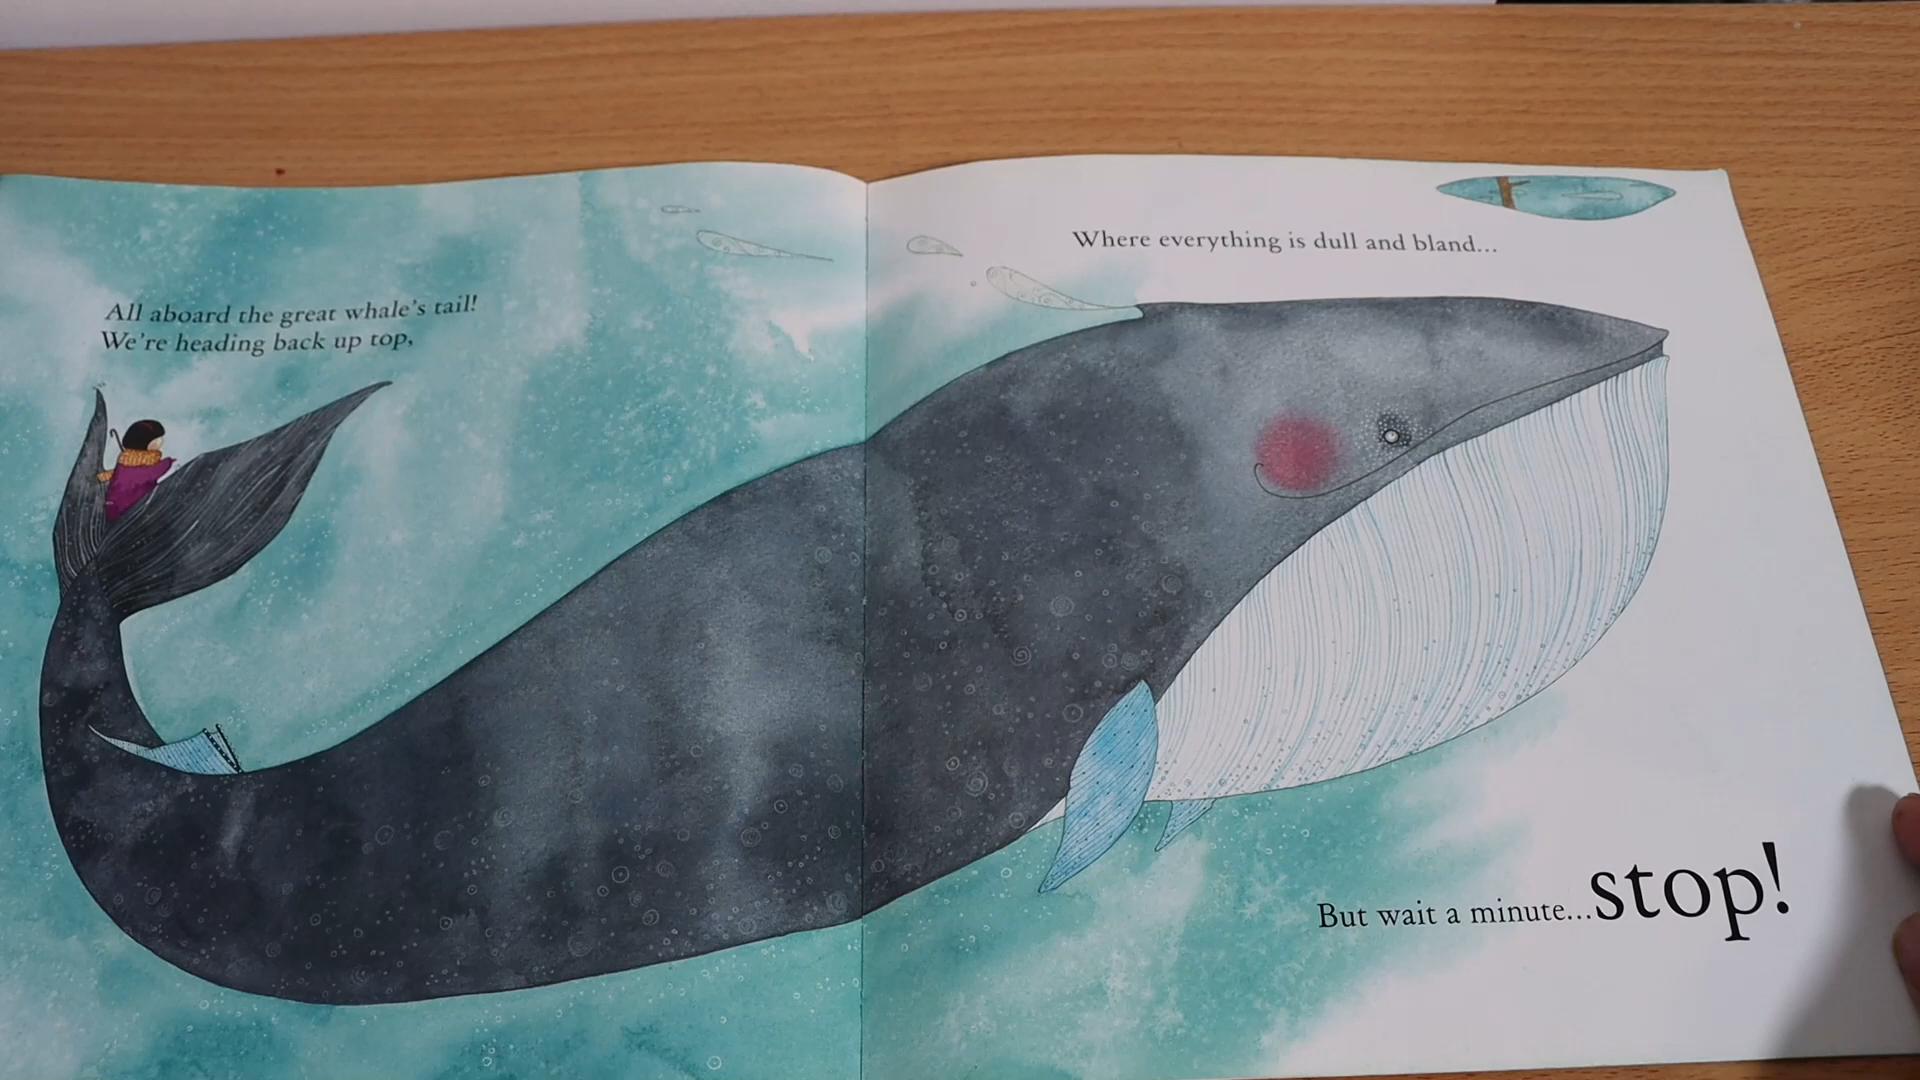 All aboard the great whale's tail!
We're heading back up top,
Where everything is dull and bland...
But wait a minute...stop!